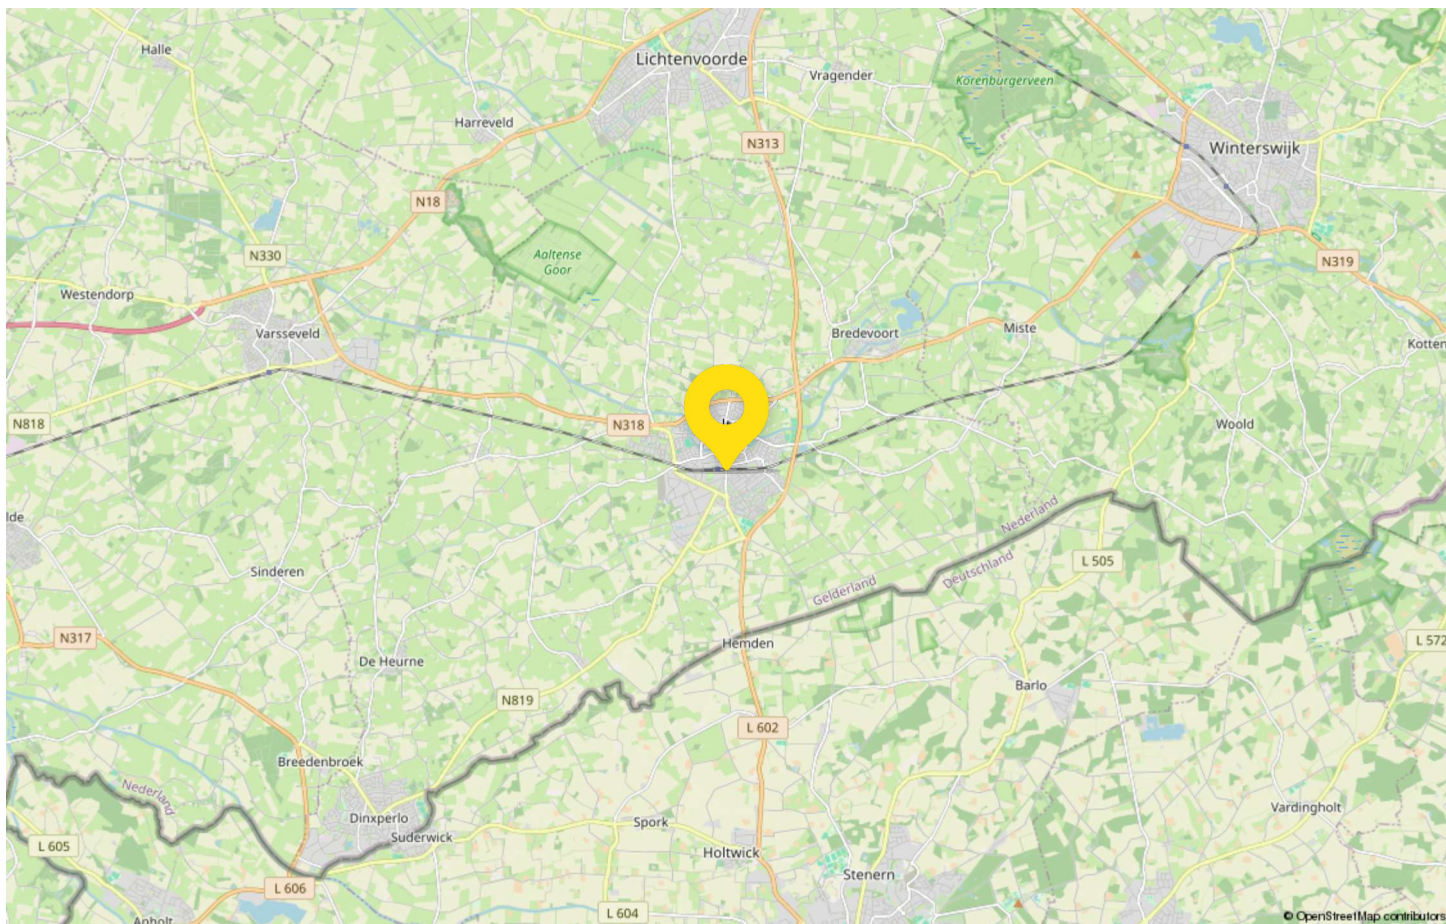 Halle
Lichtenvoorde
Vragender
Korenburgerveen
Harreveld
N313
Winterswijk
N18
N330
Aaltense
Goor
N319
Westendorp
Varsseveld
Bredevoort
Miste
Kotten
N818
N318
Woold
Nederland
Deutschland
L 505
Sinderen
Gelderland
N317
Hemden
L 572
De Heurne
Barlo
N819
L 602
Breedenbroek
Nederland
Vardingholt
Dinxperlo
Spork
Suderwick
L 605
Holtwick
Stenern
L 606
L 604
Anholt
© OpenStreetMap contributors